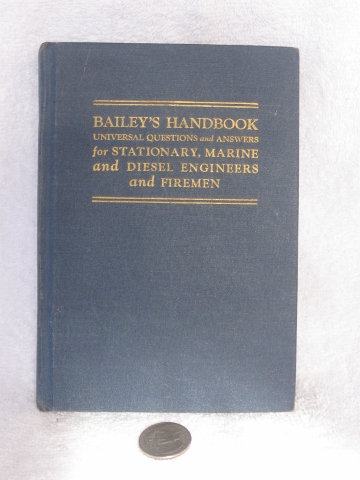 BAILEY'S HANDBOOK
UNIVERSAL QUESTIONS and ANSWERS
for STATIONARY, MARINE
and DIESEL ENGINEERS
and FIREMEN